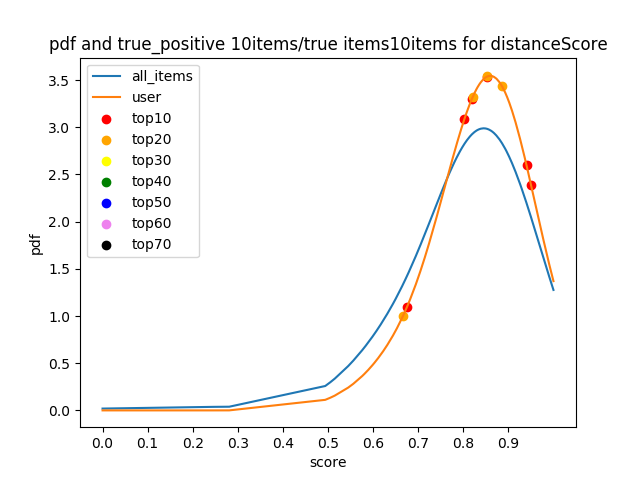 pdf and true_positive 10items/true items10items for distanceScore
all_items
user
top10
top20
top30
top40
top50
top60
top70
pdf
3.5
3.0
2.5
2.0
1.5
1.0
0.5
0.0
0.0 0.1 0.2 0.3 0.4 0.5 0.6 0.7 0.8 0.9
score